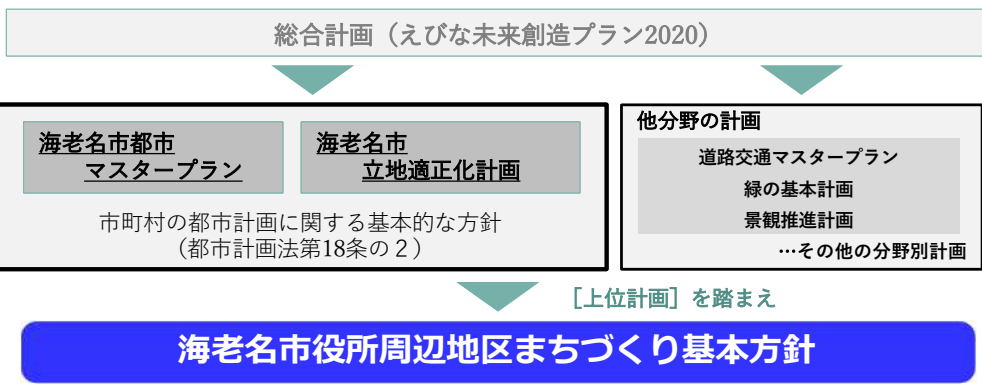 総合計画（えびな未来創造プラン2020）
海老名市都市
マスタープラン
海老名市
立地適正化計画
市町村の都市計画に関する基本的な方針
（都市計画法第18条の２）
他分野の計画
道路交通マスタープラン
緑の基本計画
景観推進計画
…その他の分野別計画
［上位計画］を踏まえ
海老名市役所周辺地区まちづくり基本方針